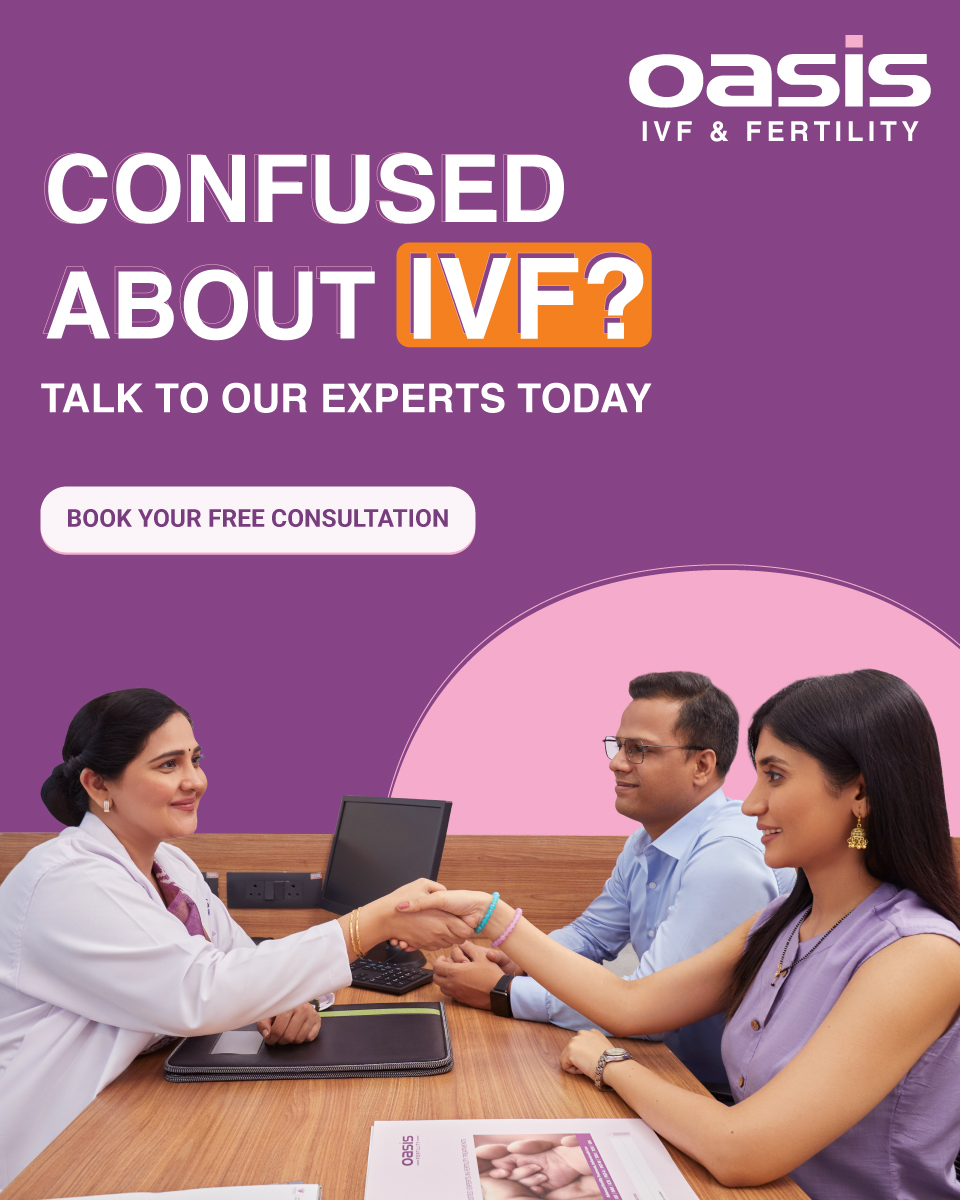 oasis
IVF & FERTILITY
CONFUSED
ABOUT IVF?
TALK TO OUR EXPERTS TODAY
BOOK YOUR FREE CONSULTATION
oasis